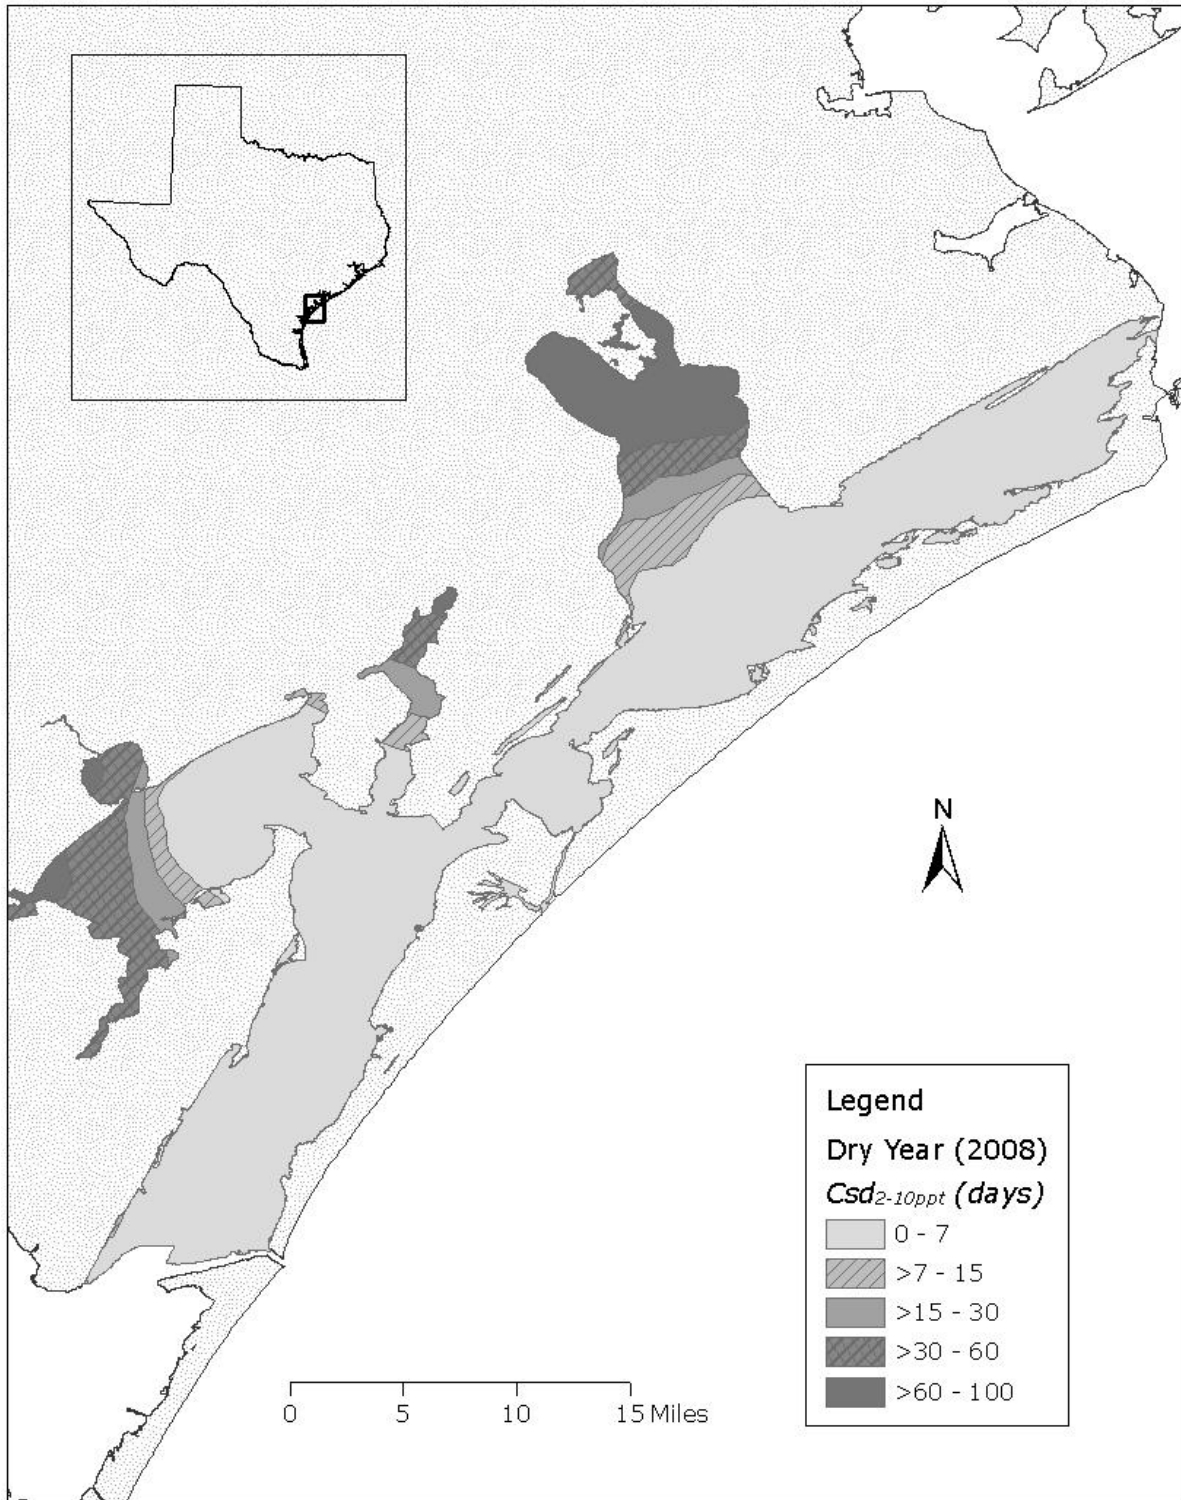 N
Legend
Dry Year (2008)
Csd2-10ppt (days)
0 - 7
>7 - 15
>15 - 30
>30 - 60
>60 - 100
0 5 10 15 Miles